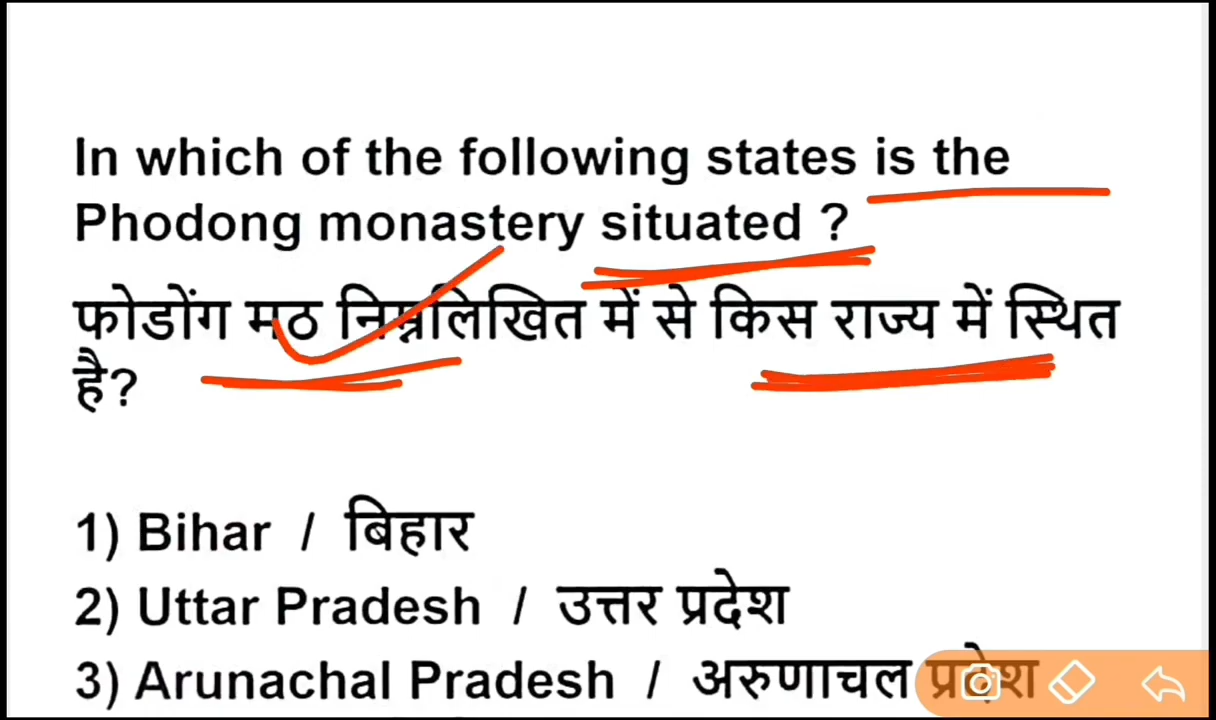 In which of the following states is the
Phodong monastery situated ?
फोडोंग मठ निम्नलिखित में से किस राज्य में स्थित
है?
1) Bihar / बिहार
2) Uttar Pradesh / उत्तर प्रदेश
3) Arunachal Pradesh / अरुणाचल प्रदेश